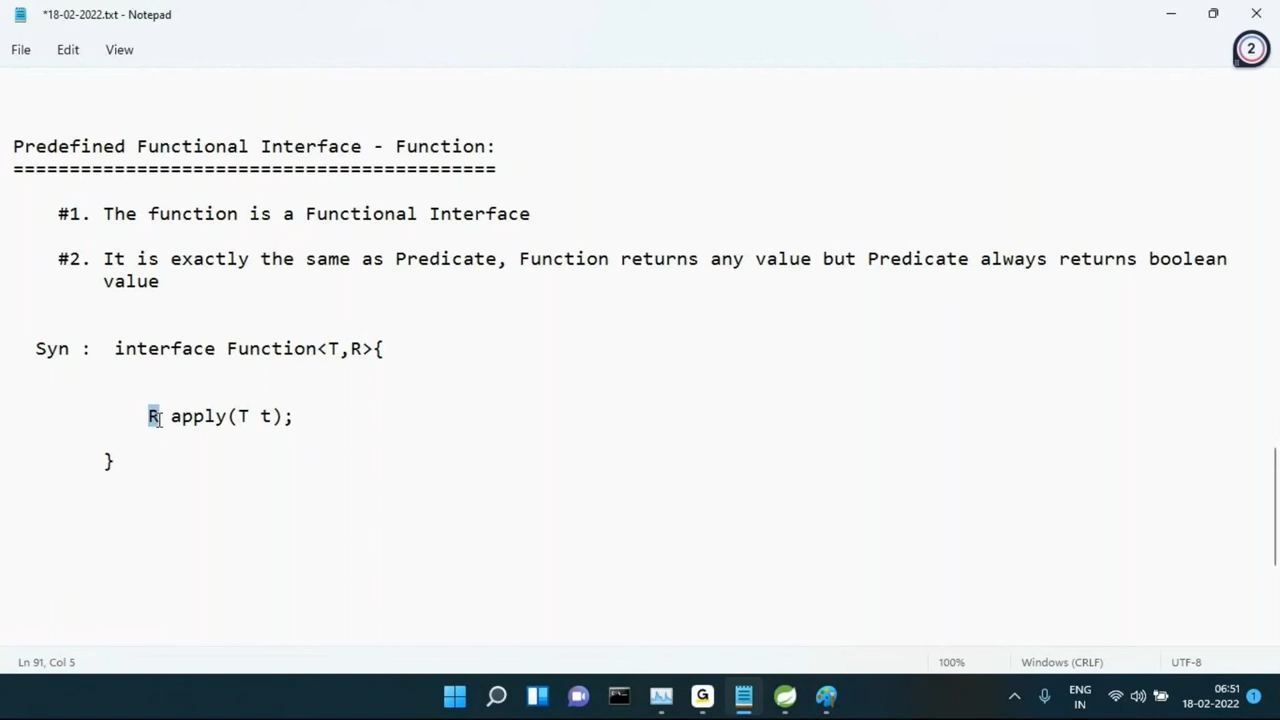 *18-02-2022.txt - Notepad
File Edit View
2
Predefined Functional Interface - Function:
===========================================
#1. The function is a Functional Interface
#2. It is exactly the same as Predicate, Function returns any value but Predicate always returns boolean
value
Syn : interface Function<T,R>{
R apply(T t);
}
Ln 91, Col 5 100% Windows (CRLF) UTF-8
G
ENG
IN
06:51
18-02-2022
1